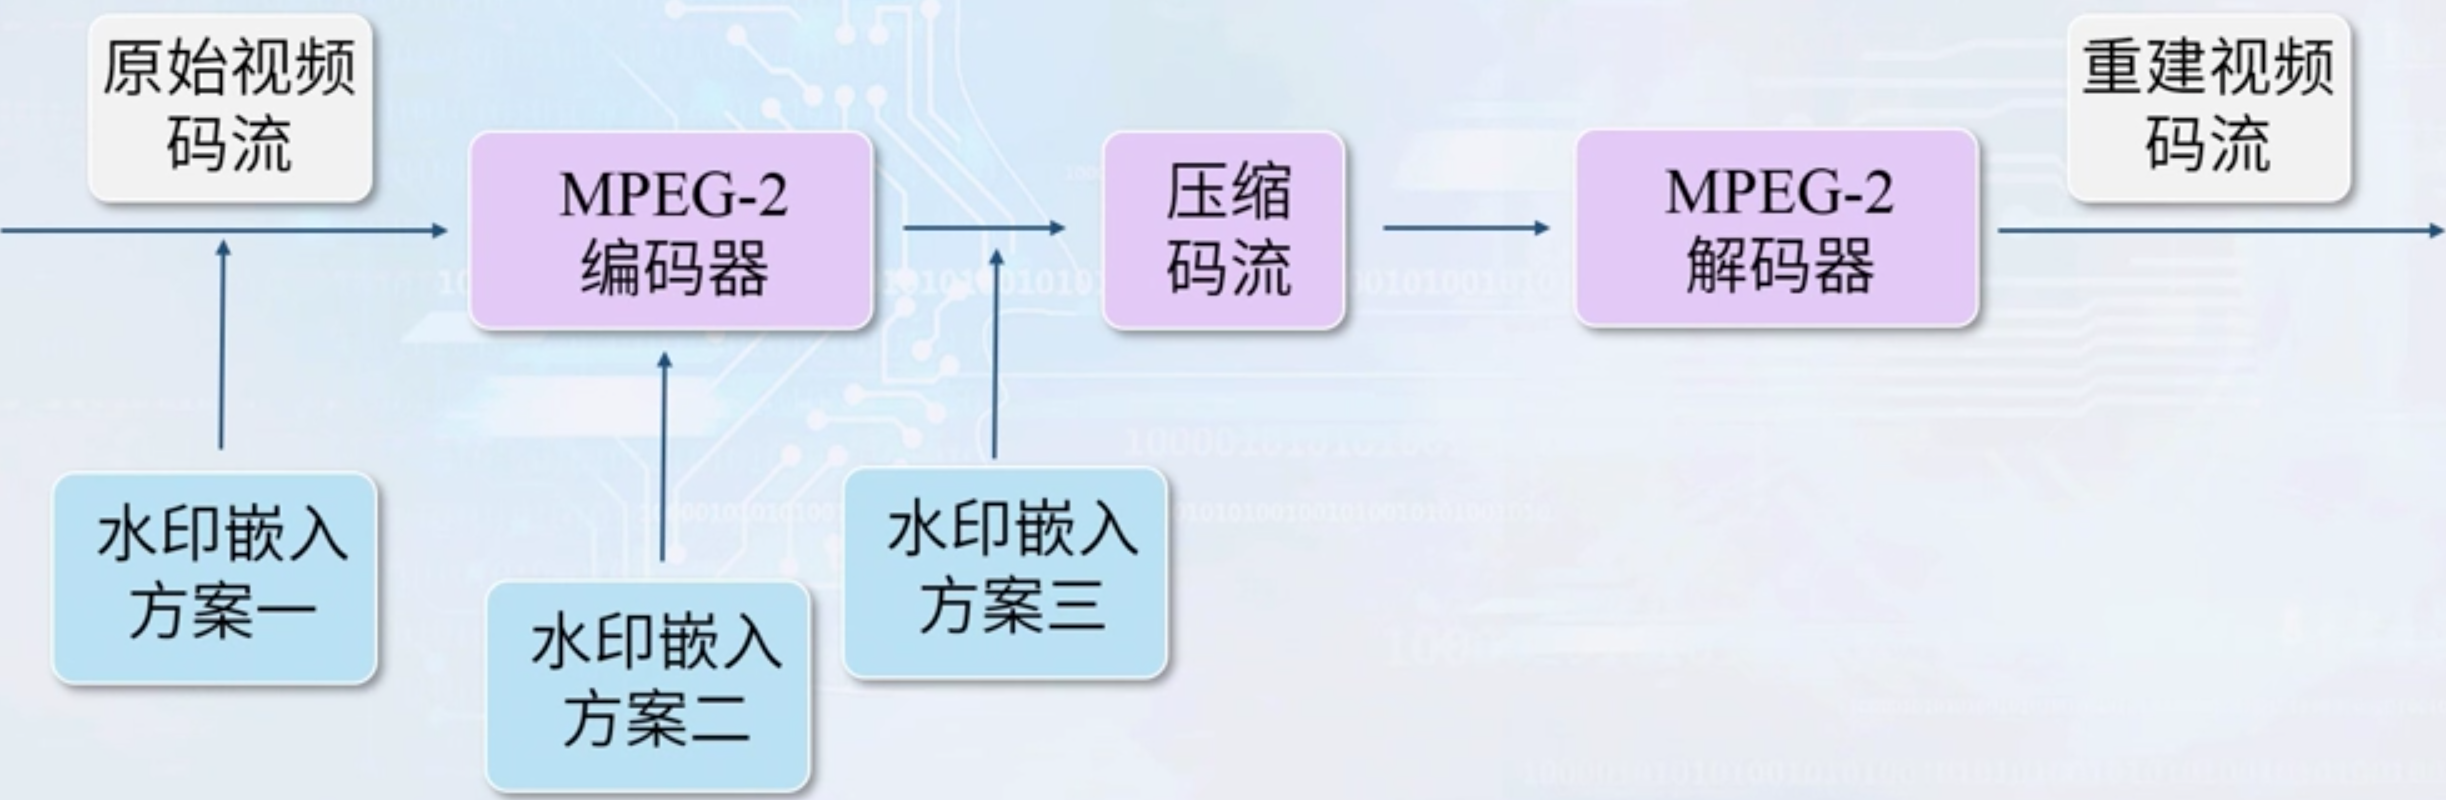 原始视频
码流
MPEG-2
编码器
压缩
码流
MPEG-2
解码器
重建视频
码流
水印嵌入
方案一
水印嵌入
方案二
水印嵌入
方案三